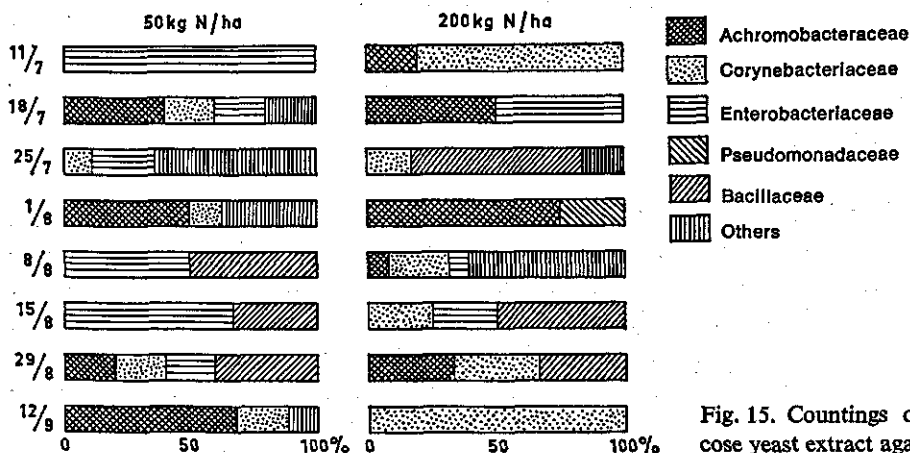 50kg N/ha 200kg N/ha
11/7
18/7
25/7
1/8
8/8
15/8
29/8
12/9
0 50 100% 0 50 100%
Achromobacteraceae
Corynebacteriaceae
Enterobacteriaceae
Pseudomonadaceae
Bacillaceae
Others
Fig. 15. Countings
cose yeast extract aga